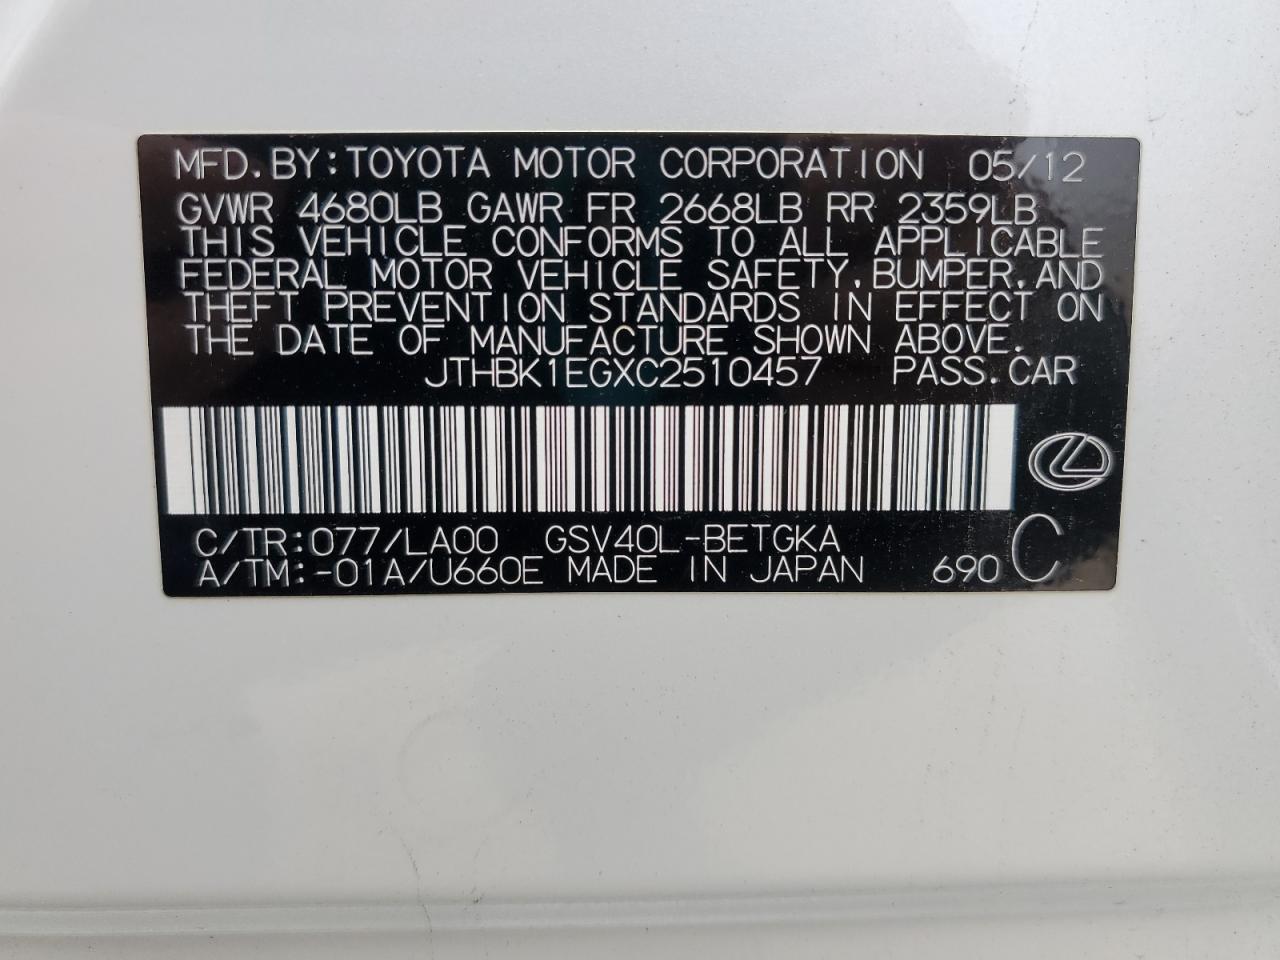 MFD.BY:TOYOTA MOTOR CORPORATION 05/12
GVWR 4680LB GAWR FR 2668LB RR 2359LB
THIS VEHICLE CONFORMS TO ALL APPLICABLE
FEDERAL MOTOR VEHICLE SAFETY,BUMPER,AND
THEFT PREVENTION STANDARDS IN EFFECT ON
THE DATE OF MANUFACTURE SHOWN ABOVE.
JTHBK1EGXC2510457 PASS.CAR
C/TR:077/LA00 GSV40L-BETGKA
A/TM:-01A/U660E MADE IN JAPAN 690 C